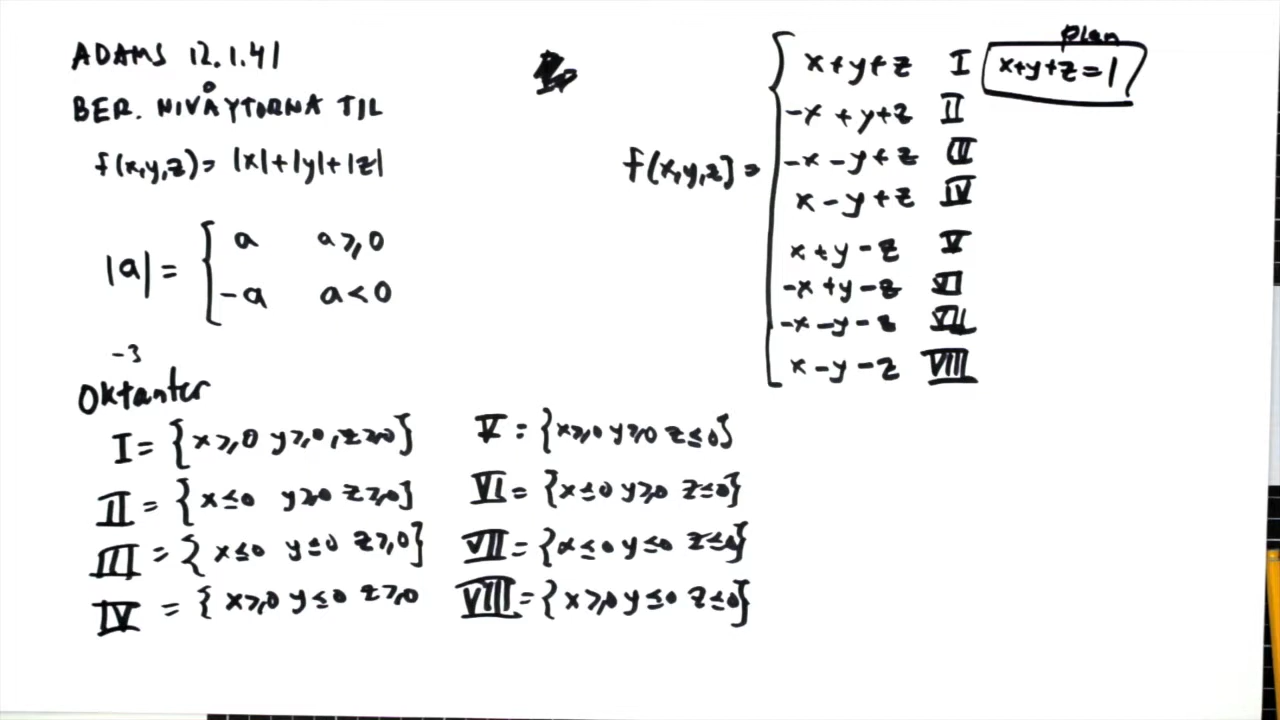 ADAMS 12.1.41
BER. NIVÅYTORNA TIL
f(x,y,z) = |x|+|y|+|z|
|a| = { a a≥0
-a a<0
-3
Oktanter
I = {x≥0 y≥0, z≥0}
II = {x≤0 y≥0 z≥0}
III = {x≤0 y≤0 z≥0}
IV = {x≥0 y≤0 z≥0
V = {x≥0 y≥0 z≤0}
VI = {x≤0 y≥0 z≤0}
VII = {x≤0 y≤0 z≤0}
VIII = {x≥0 y≤0 z≤0}
f(x,y,z) = {
x+y+z I
-x+y+z II
-x-y+z III
x-y+z IV
x+y-z V
-x+y-z VI
-x-y-z VII
x-y-z VIII
plan
x+y+z=1